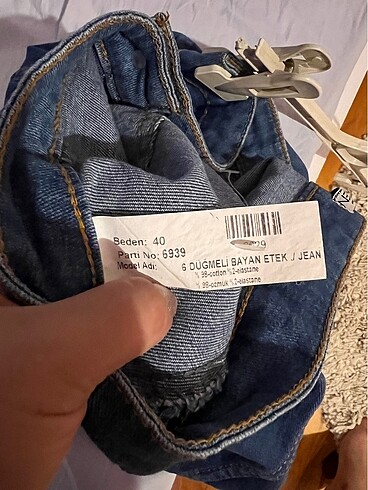 Beden: 40
Parti No: 6939
Model Adi: 6 DÜĞMELİ BAYAN ETEK ./ JEAN
% 98-cotton %2-elastane
% 98-pamuk %2-elastane